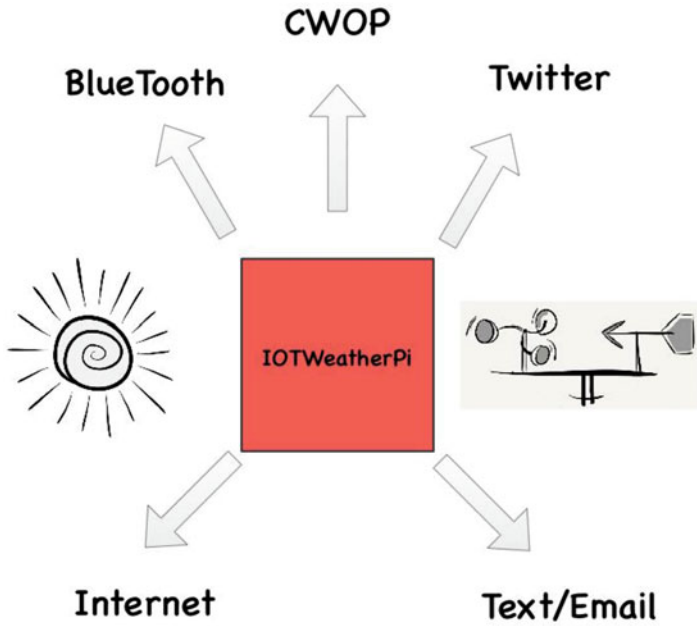 CWOP
BlueTooth
Twitter
IOTWeatherPi
Internet
Text/Email